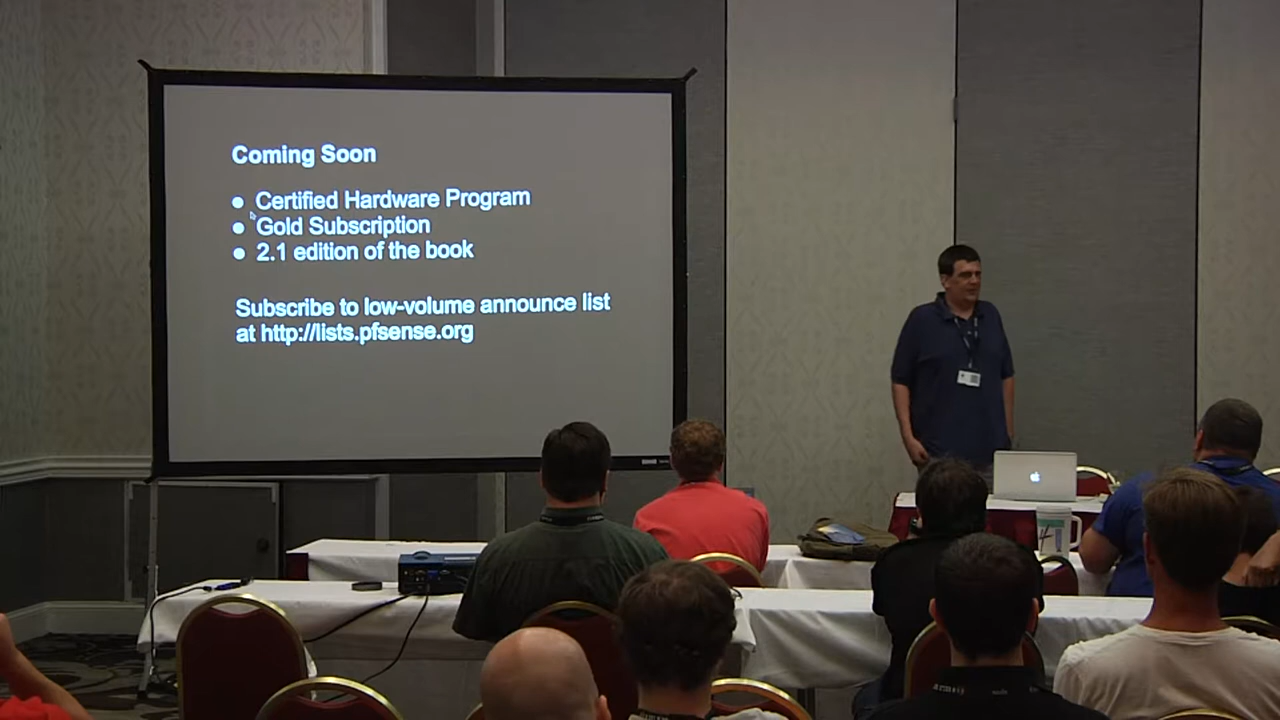 Coming Soon
● Certified Hardware Program
● Gold Subscription
● 2.1 edition of the book
Subscribe to low-volume announce list
at http://lists.pfsense.org